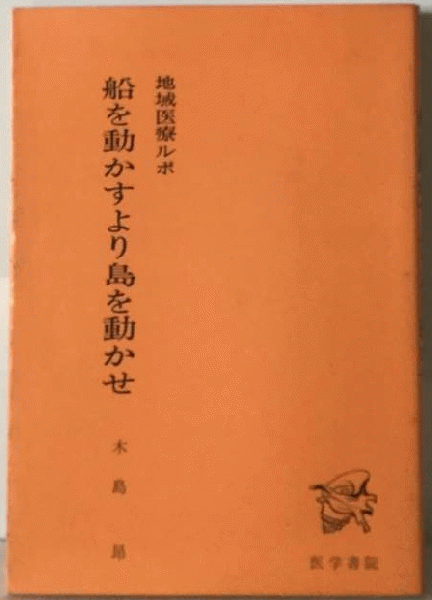 地域医療ルポ
船を動かすより島を動かせ
木島昂
医学書院